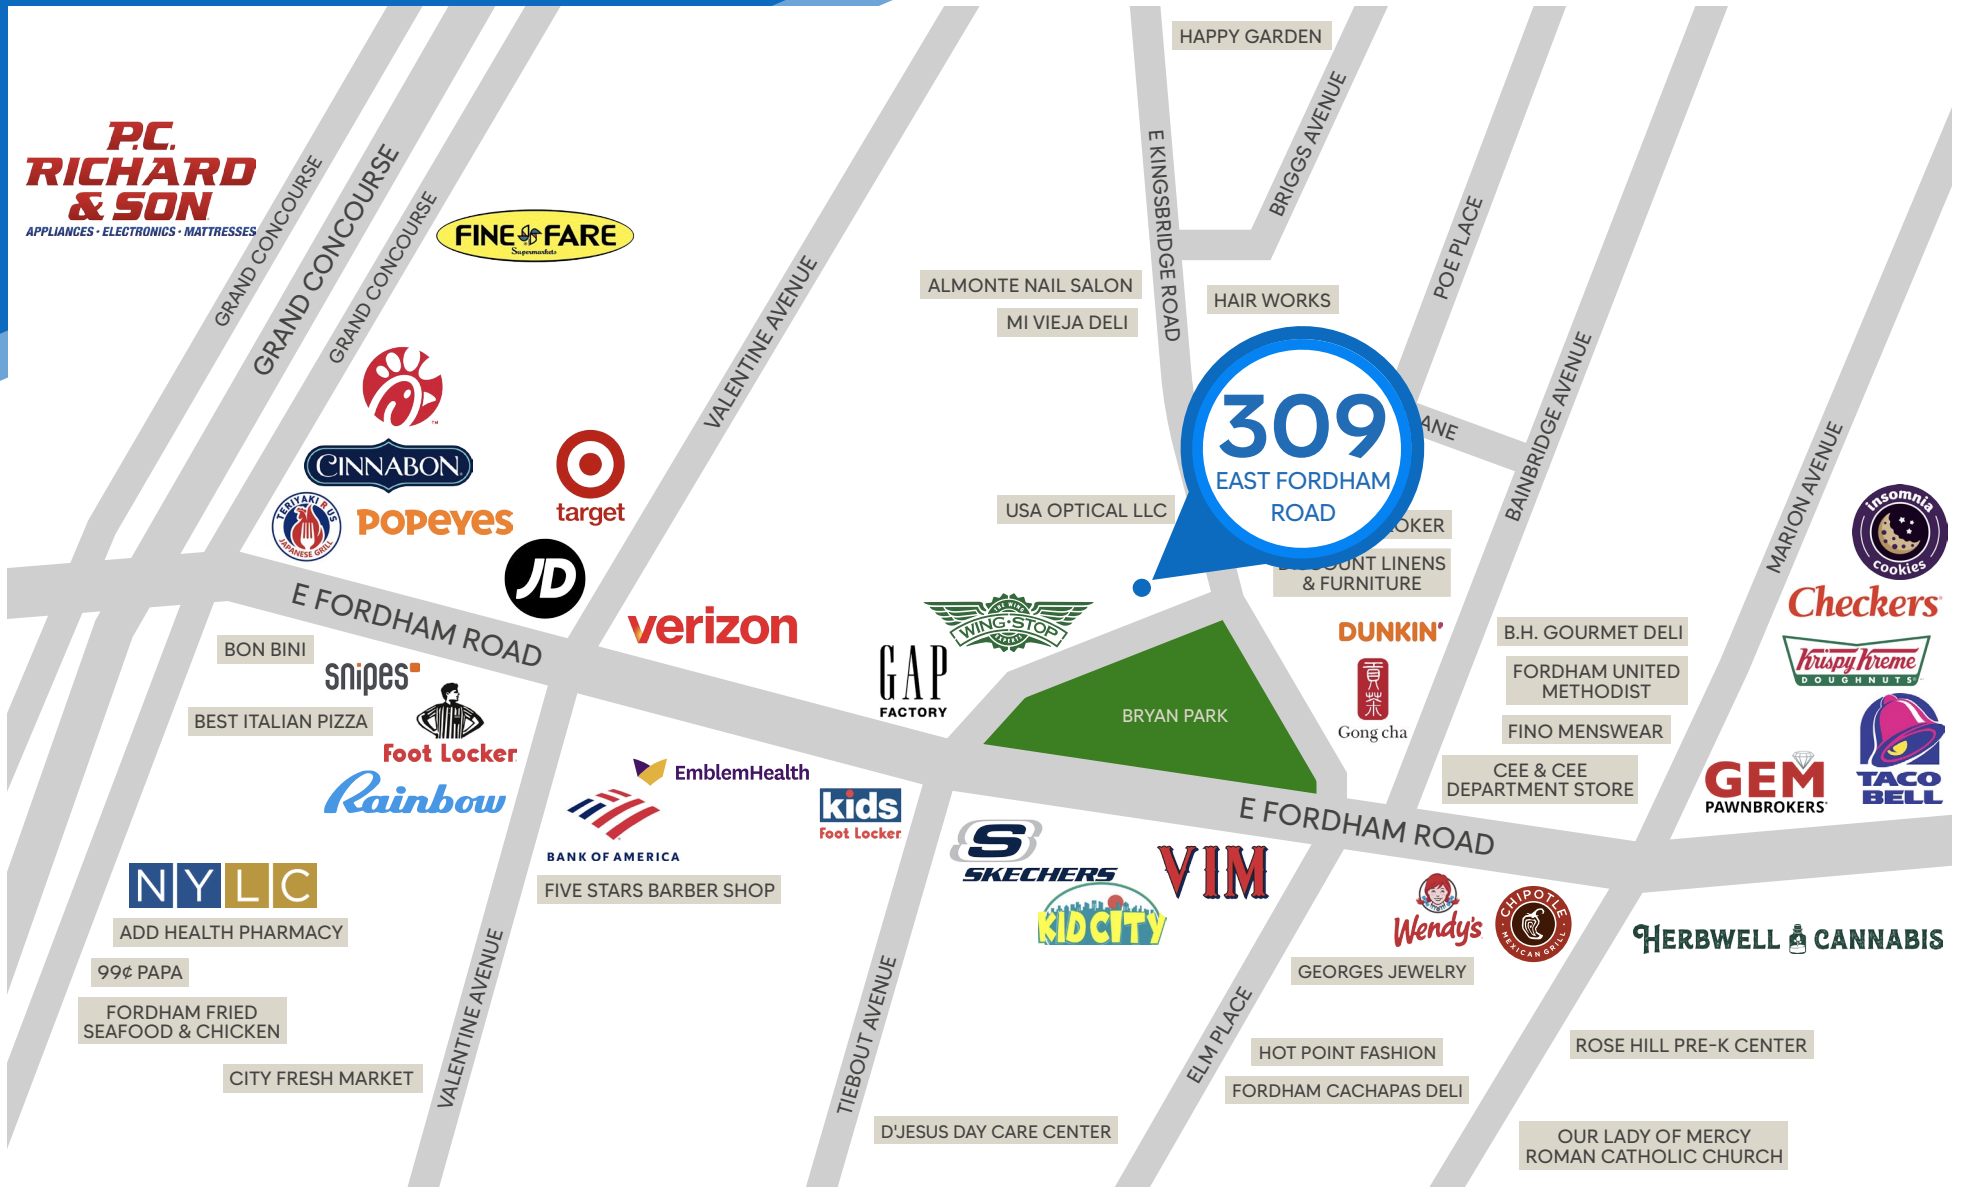 HAPPY GARDEN
P.C.
RICHARD
& SON
APPLIANCES · ELECTRONICS · MATTRESSES
GRAND CONCOURSE
GRAND CONCOURSE
GRAND CONCOURSE
FINE FARE
Supermarkets
VALENTINE AVENUE
E KINGSBRIDGE ROAD
BRIGGS AVENUE
POE PLACE
BAINBRIDGE AVENUE
MARION AVENUE
ALMONTE NAIL SALON
MI VIEJA DELI
HAIR WORKS
309
EAST FORDHAM
ROAD
ANE
USA OPTICAL LLC
OKER
UNT LINENS
& FURNITURE
CINNABON
TERIYAKI R US
JAPANESE GRILL
POPEYES
target
JD
insomnia
cookies
Checkers
Krispy Kreme
DOUGHNUTS
TACO
BELL
GEM
PAWNBROKERS
E FORDHAM ROAD
verizon
THE WING
WING·STOP
EXPERTS
GAP
FACTORY
BRYAN PARK
DUNKIN'
貢茶
Gong cha
B.H. GOURMET DELI
FORDHAM UNITED
METHODIST
FINO MENSWEAR
CEE & CEE
DEPARTMENT STORE
BON BINI
snipes
BEST ITALIAN PIZZA
Foot Locker
Rainbow
EmblemHealth
BANK OF AMERICA
kids
Foot Locker
FIVE STARS BARBER SHOP
S
SKECHERS
KIDCITY
VIM
E FORDHAM ROAD
Wendy's
CHIPOTLE
MEXICAN GRILL
HERBWELL CANNABIS
NYLC
ADD HEALTH PHARMACY
99¢ PAPA
FORDHAM FRIED
SEAFOOD & CHICKEN
CITY FRESH MARKET
VALENTINE AVENUE
TIEBOUT AVENUE
ELM PLACE
GEORGES JEWELRY
HOT POINT FASHION
FORDHAM CACHAPAS DELI
D'JESUS DAY CARE CENTER
ROSE HILL PRE-K CENTER
OUR LADY OF MERCY
ROMAN CATHOLIC CHURCH